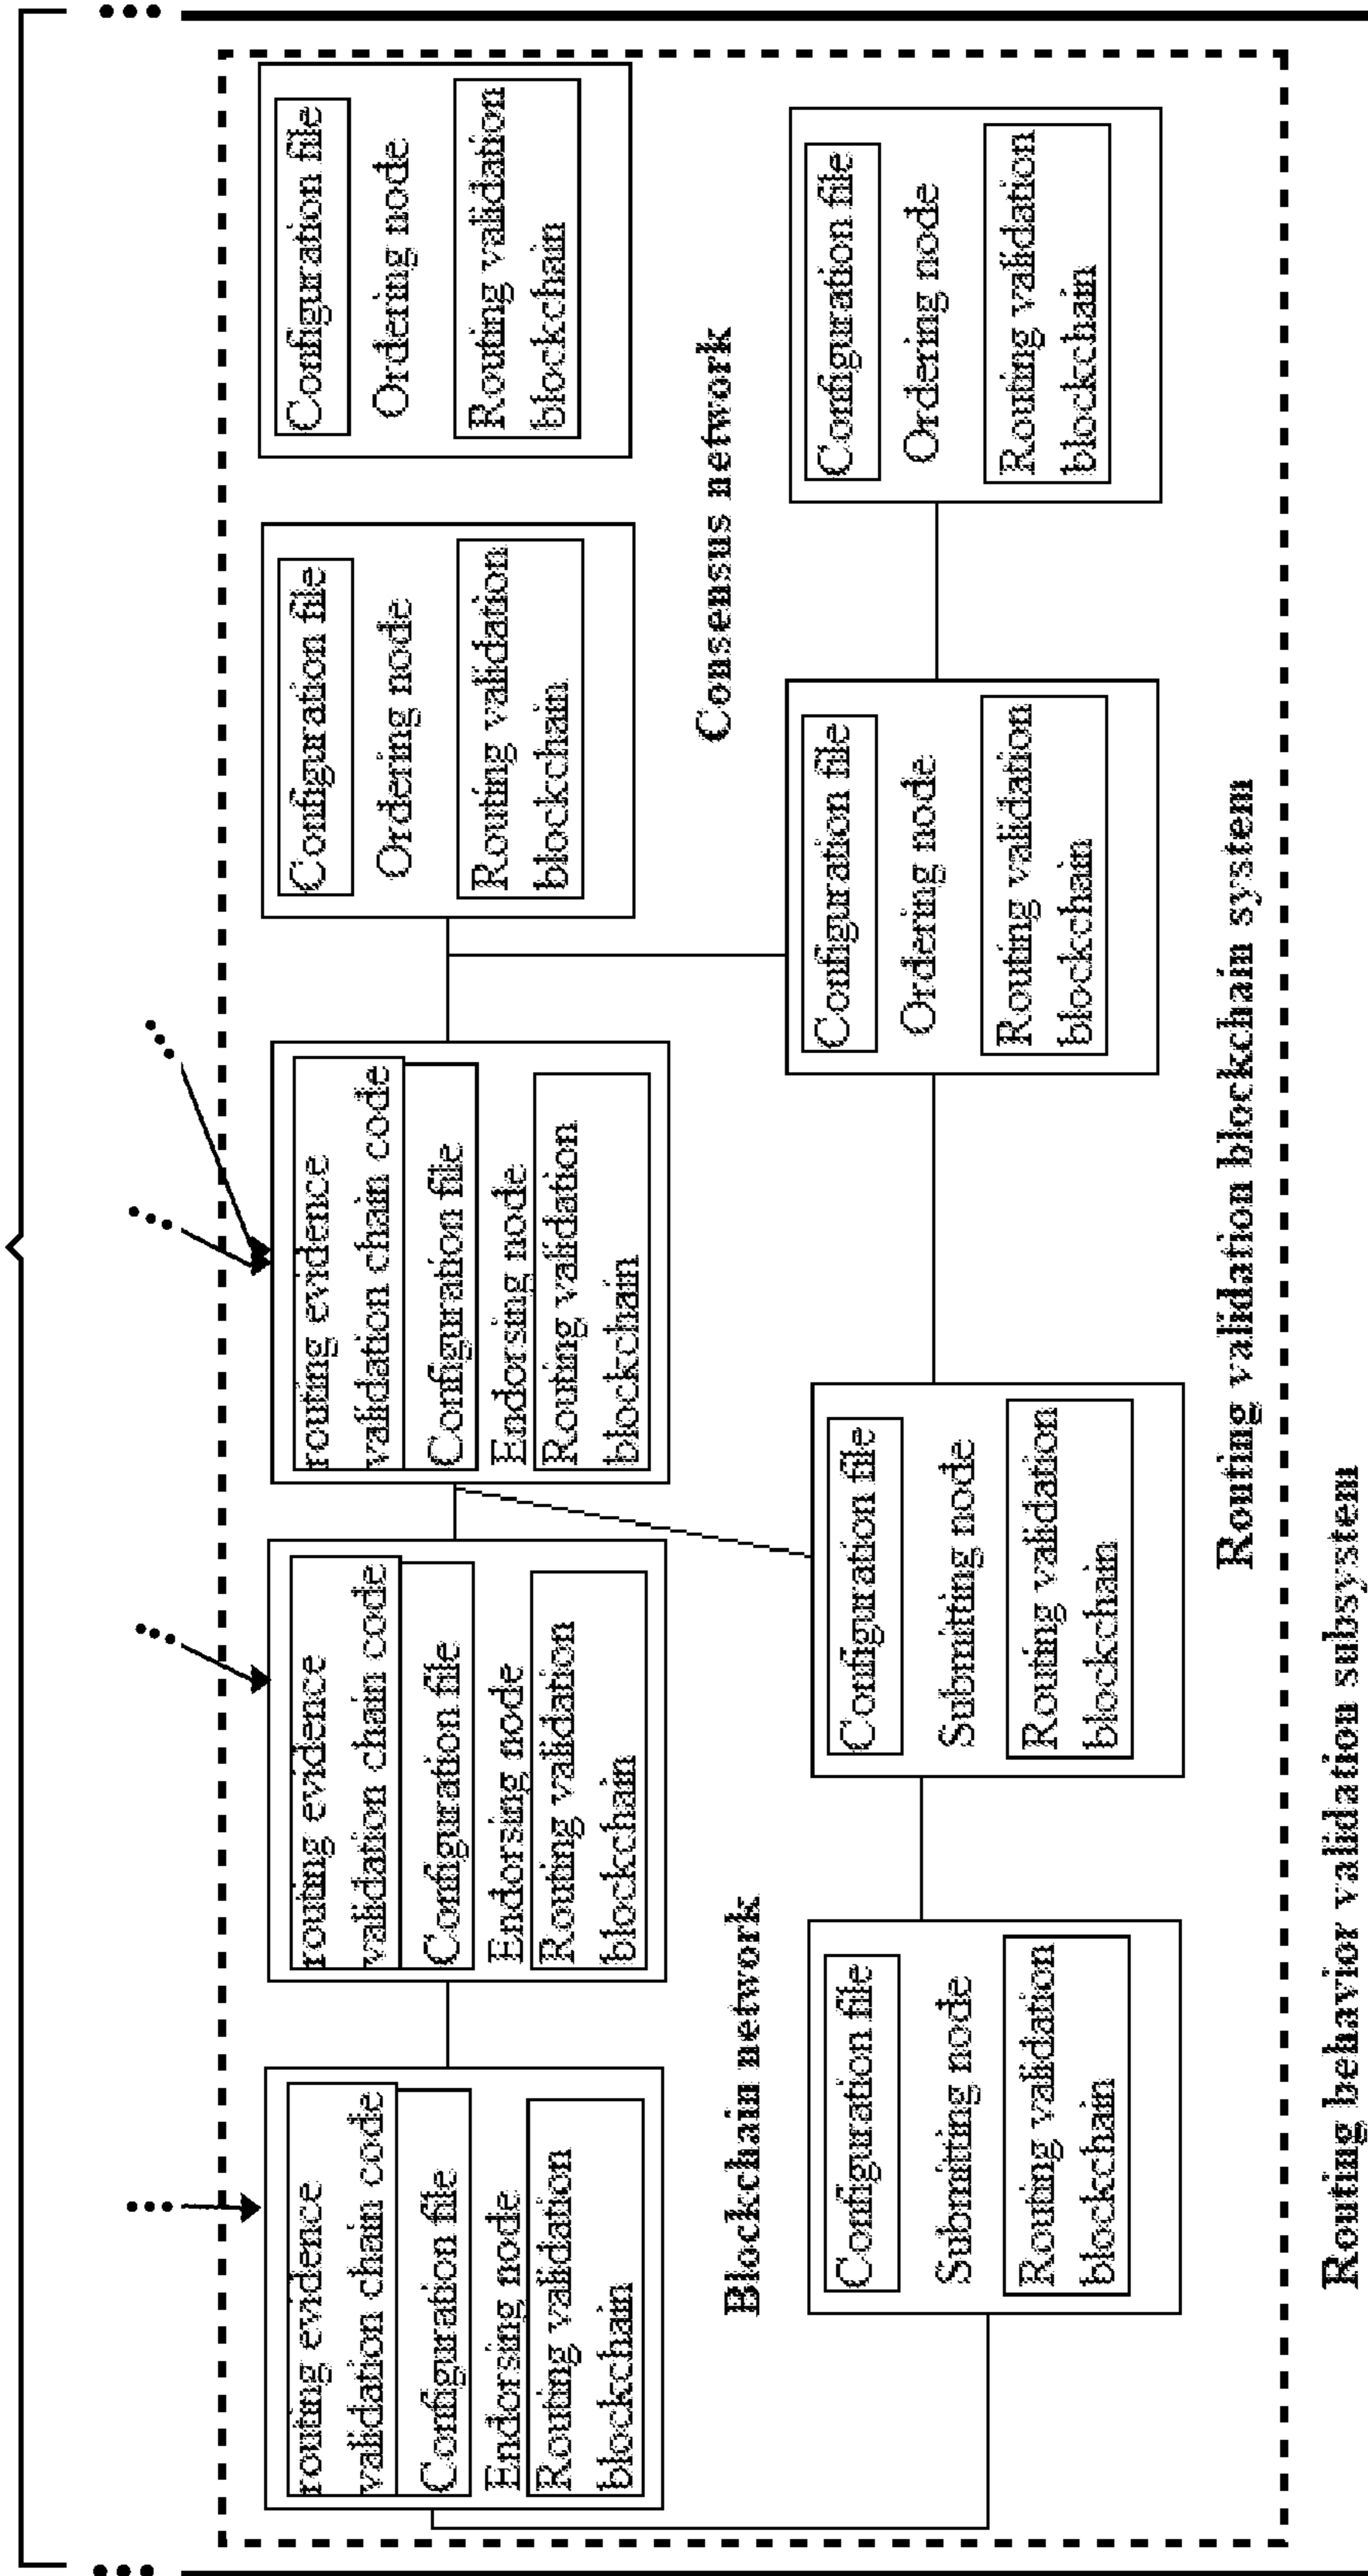 routing evidence
validation chain code
Configuration file
Endorsing node
Routing validation
blockchain
routing evidence
validation chain code
Configuration file
Endorsing node
Routing validation
blockchain
routing evidence
validation chain code
Configuration file
Endorsing node
Routing validation
blockchain
Configuration file
Ordering node
Routing validation
blockchain
Configuration file
Ordering node
Routing validation
blockchain
Blockchain network
Consensus network
Configuration file
Submitting node
Routing validation
blockchain
Configuration file
Submitting node
Routing validation
blockchain
Configuration file
Ordering node
Routing validation
blockchain
Configuration file
Ordering node
Routing validation
blockchain
Routing validation blockchain system
Routing behavior validation subsystem